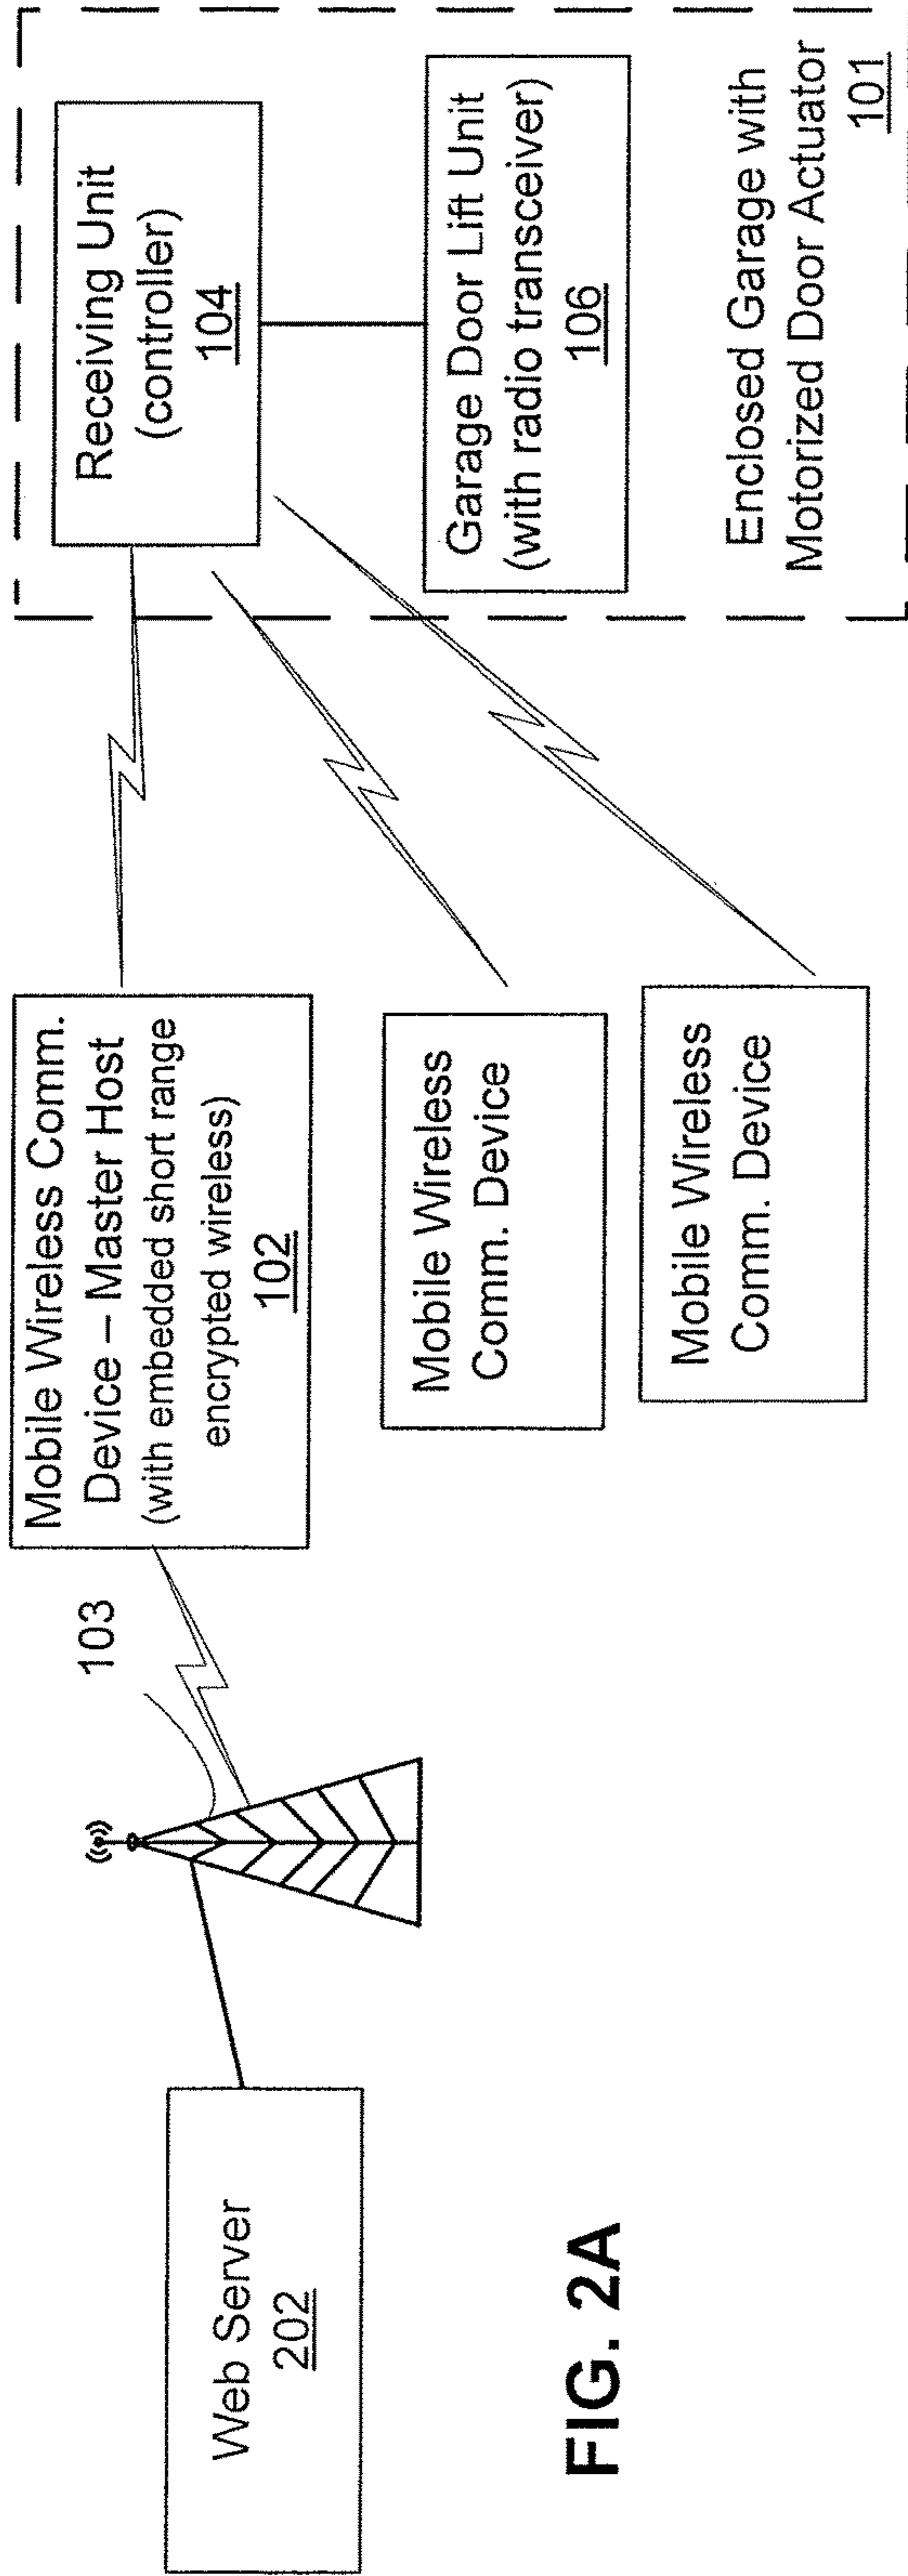 Web Server
202
103
Mobile Wireless Comm.
Device – Master Host
(with embedded short range
encrypted wireless)
102
Mobile Wireless
Comm. Device
Mobile Wireless
Comm. Device
Receiving Unit
(controller)
104
Garage Door Lift Unit
(with radio transceiver)
106
Enclosed Garage with
Motorized Door Actuator
101
FIG. 2A